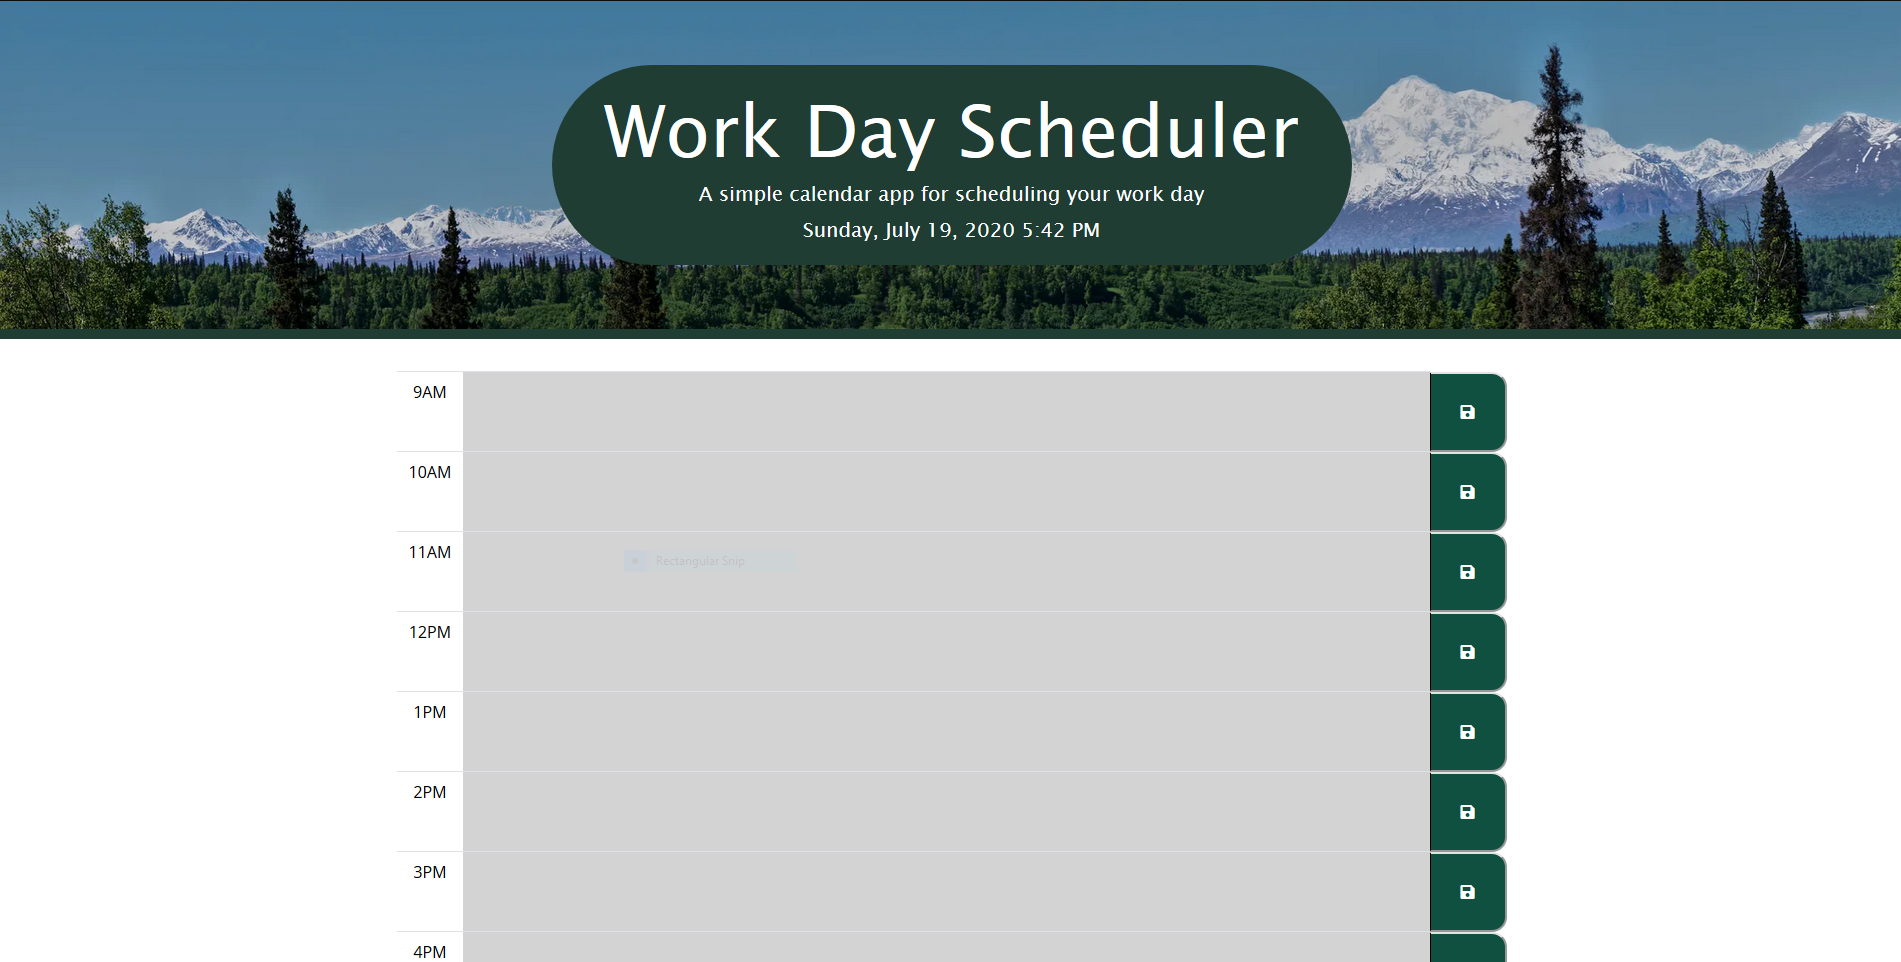 Work Day Scheduler
A simple calendar app for scheduling your work day
Sunday, July 19, 2020 5:42 PM
9AM
10AM
11AM
Rectangular Snip
12PM
1PM
2PM
3PM
4PM